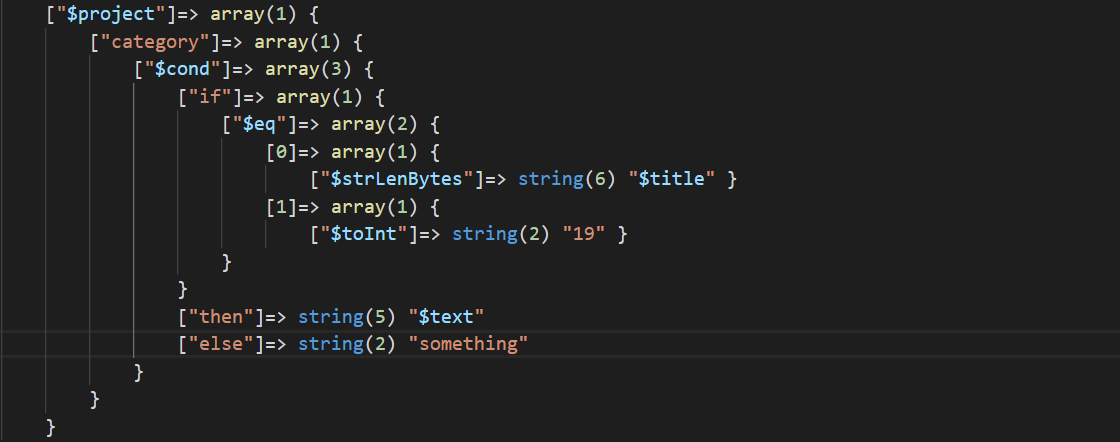 ["$project"]=> array(1) {
["category"]=> array(1) {
["$cond"]=> array(3) {
["if"]=> array(1) {
["$eq"]=> array(2) {
[0]=> array(1) {
["$strLenBytes"]=> string(6) "$title" }
[1]=> array(1) {
["$toInt"]=> string(2) "19" }
}
}
["then"]=> string(5) "$text"
["else"]=> string(2) "something"
}
}
}